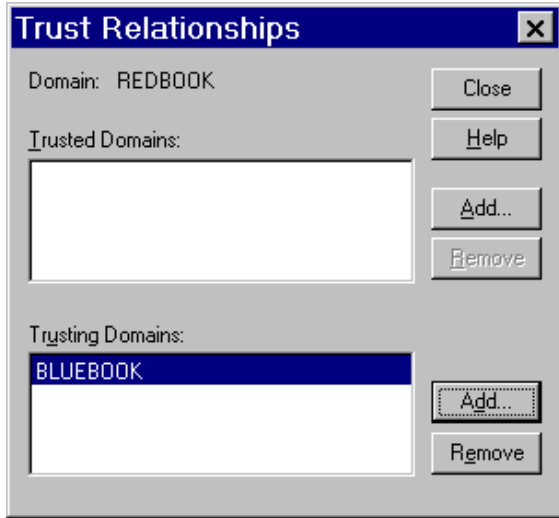 Trust Relationships
Domain: REDBOOK
Close
Trusted Domains:
Help
Add...
Remove
Trusting Domains:
BLUEBOOK
Add...
Remove